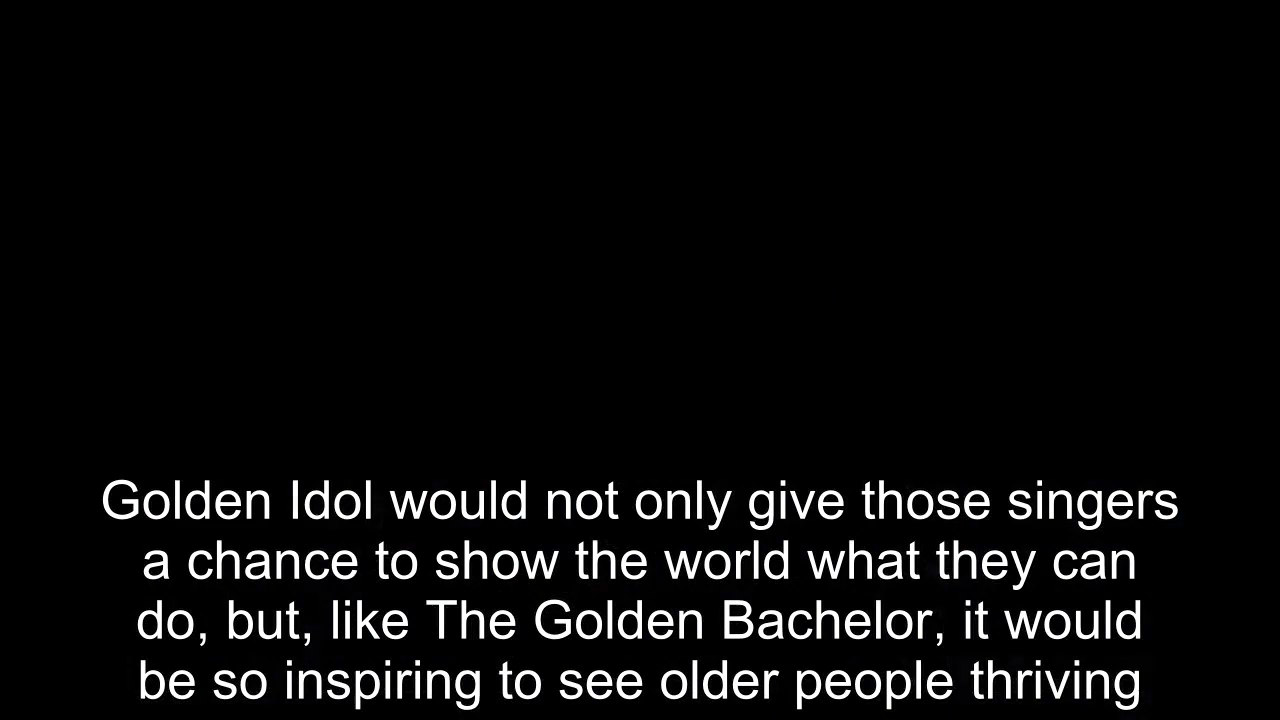 Golden Idol would not only give those singers
a chance to show the world what they can
do, but, like The Golden Bachelor, it would
be so inspiring to see older people thriving